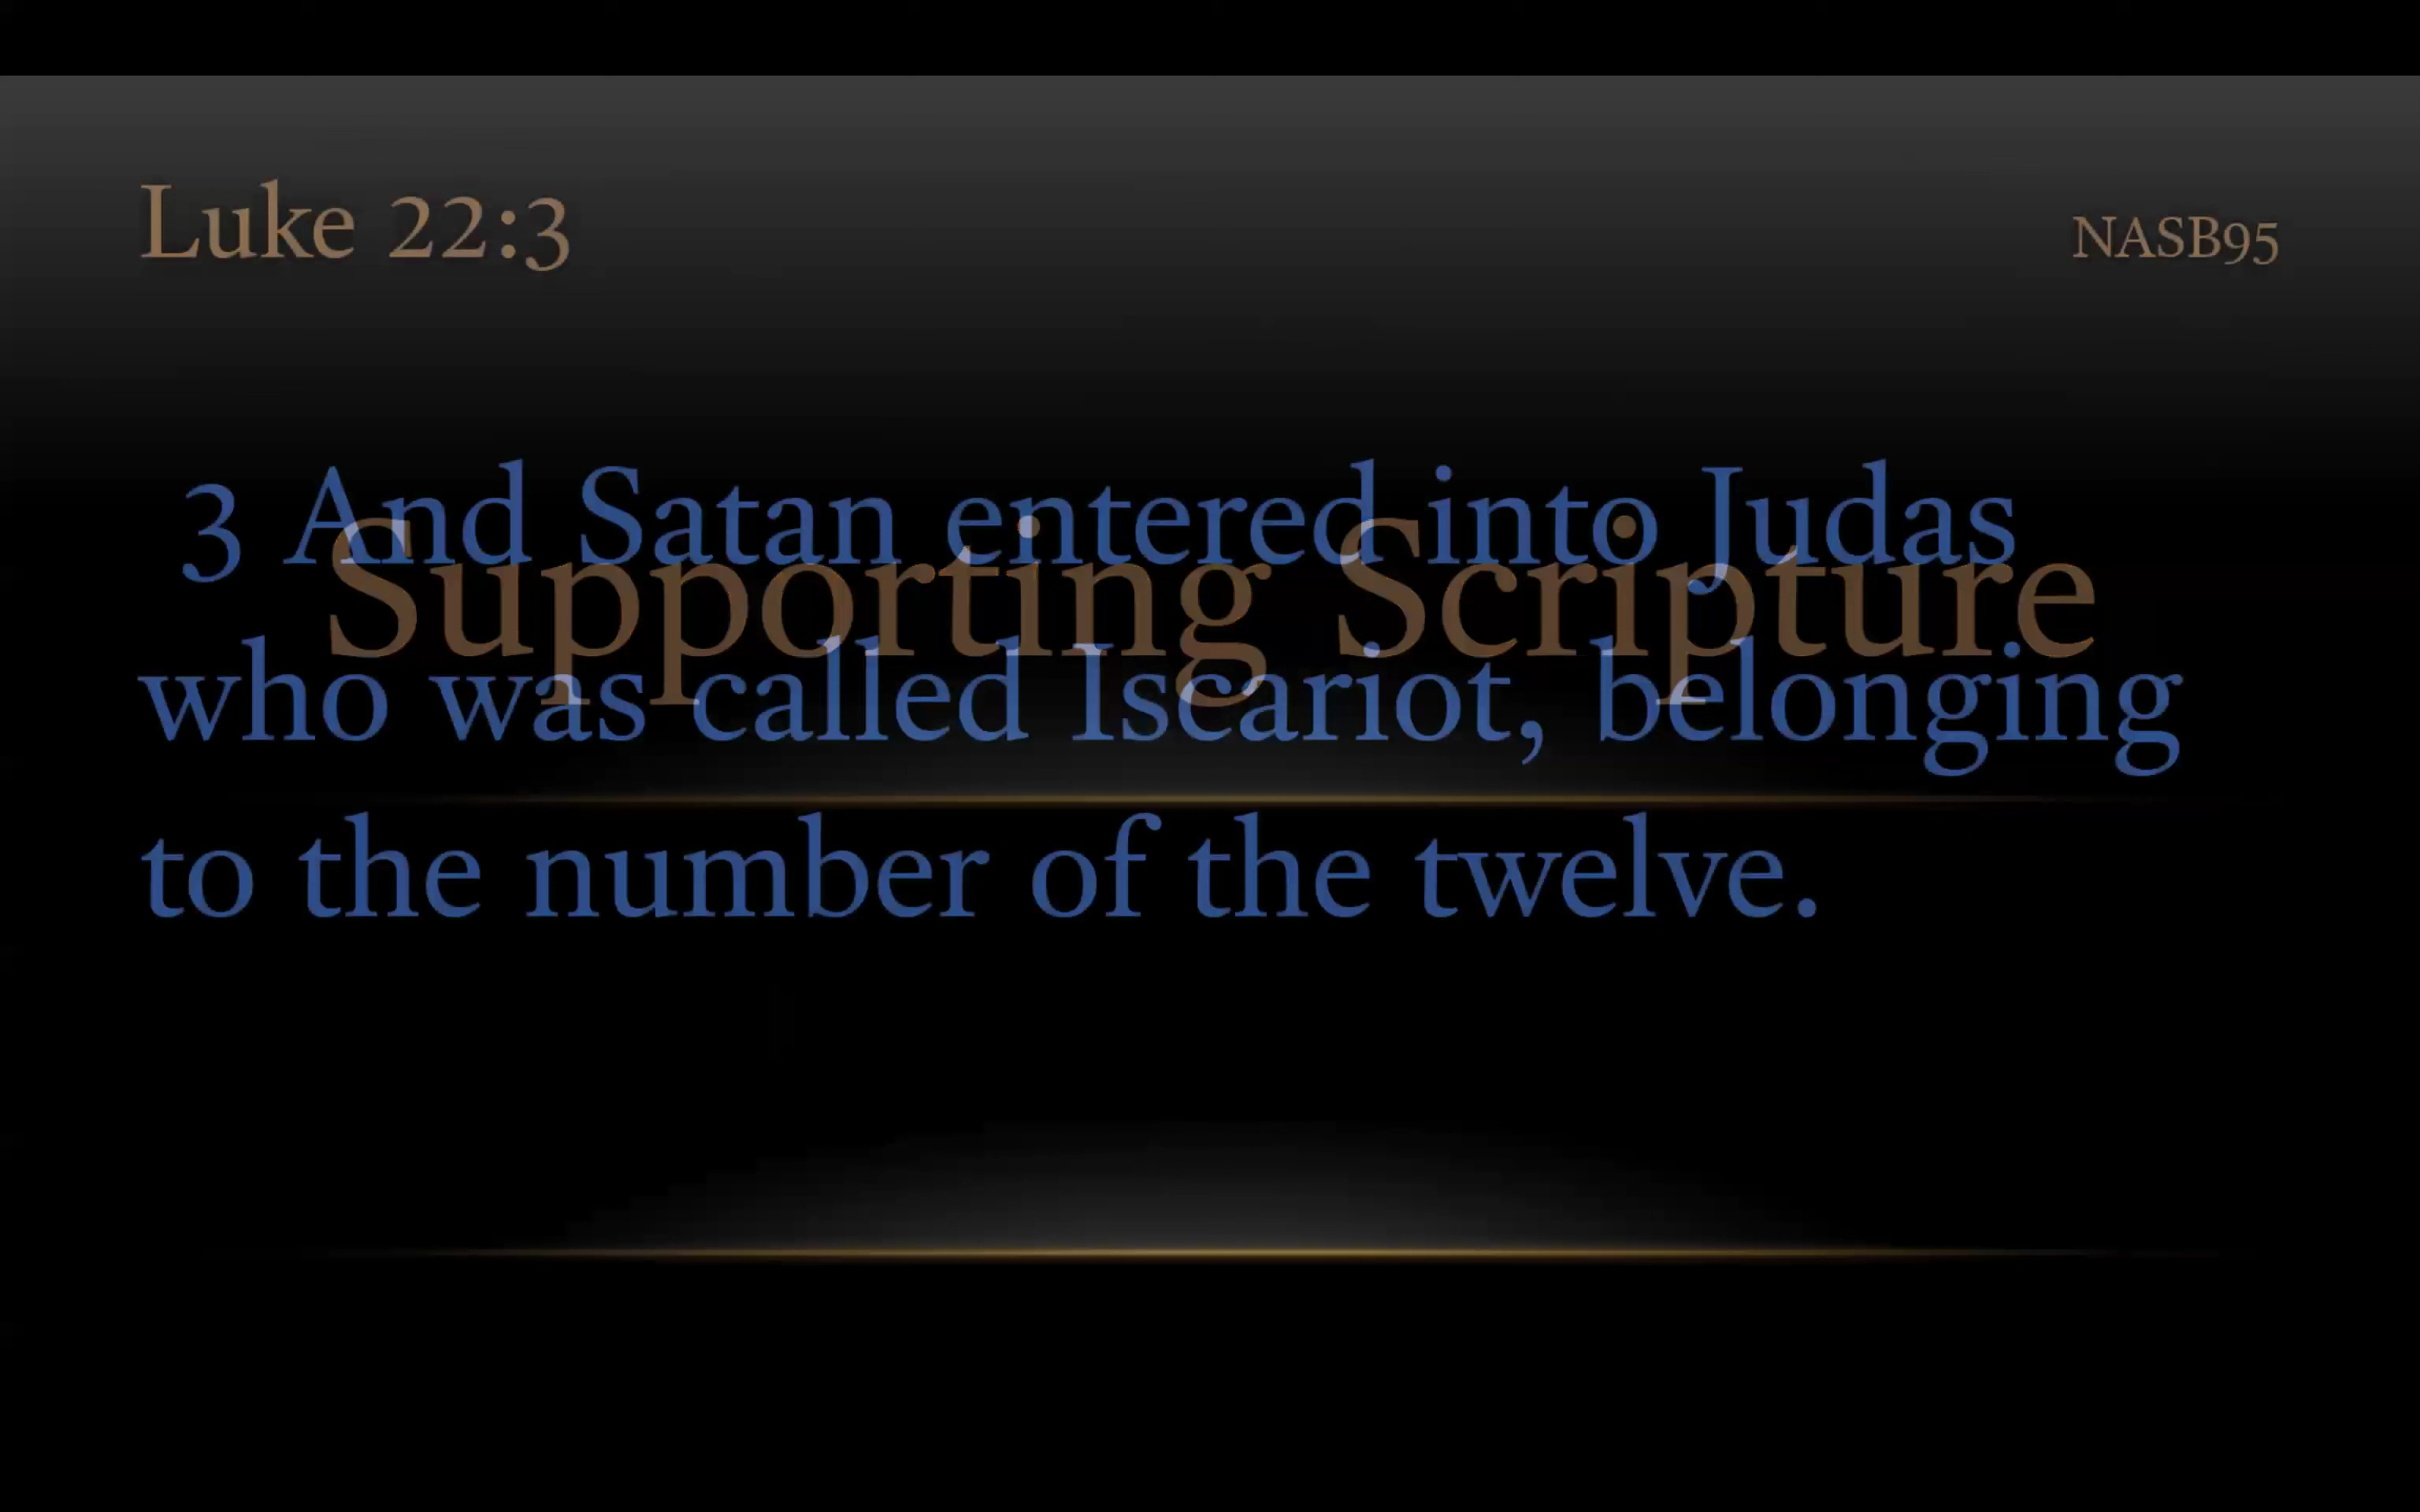 Luke 22:3
NASB95
3 And Satan entered into Judas
Supporting Scripture
who was called Iscariot, belonging
to the number of the twelve.